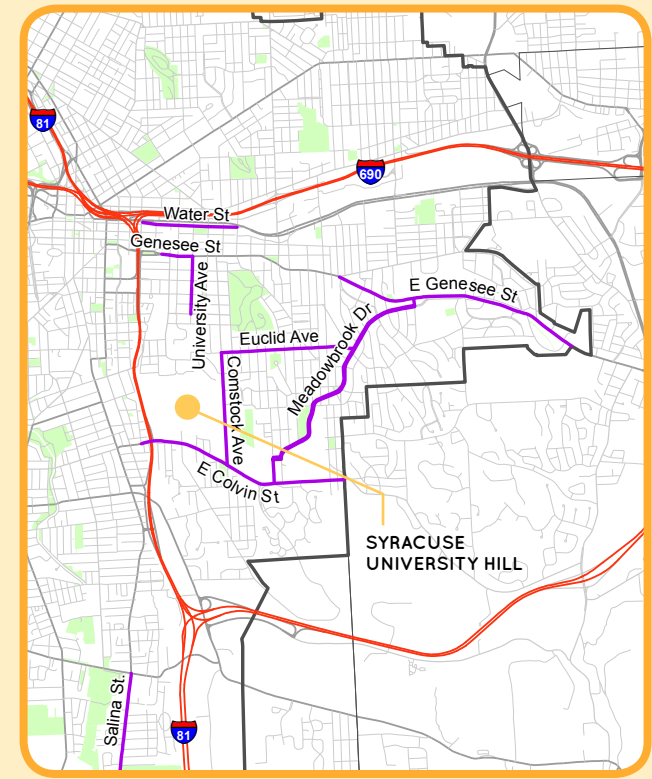 81
690
Water St
Genesee St
University Ave
E Genesee St
Euclid Ave
Meadowbrook Dr
Comstock Ave
E Colvin St
SYRACUSE
UNIVERSITY HILL
Salina St.
81